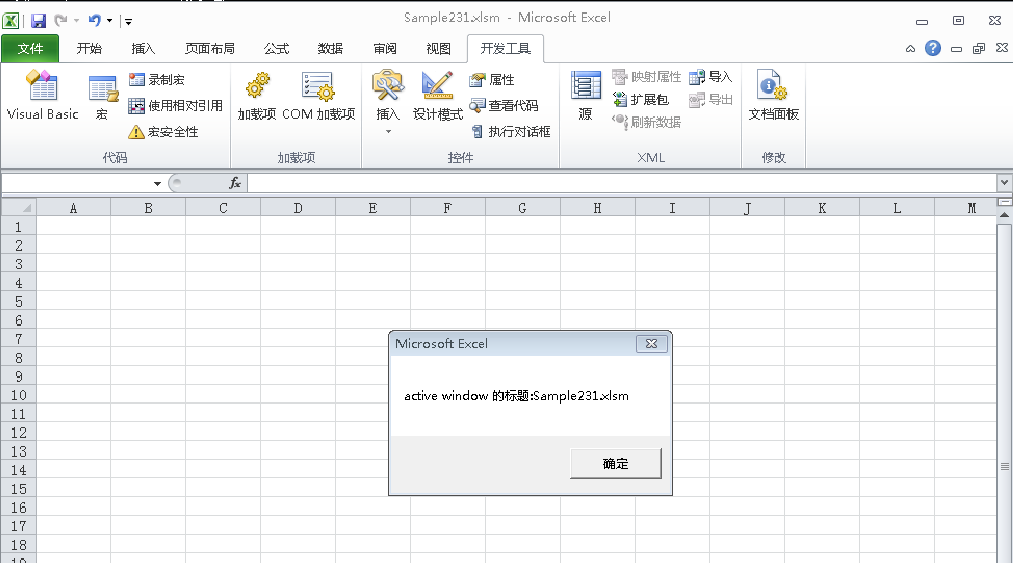 Sample231.xlsm - Microsoft Excel
文件 开始 插入 页面布局 公式 数据 审阅 视图 开发工具
Visual Basic
宏
录制宏
使用相对引用
宏安全性
代码
加载项
COM 加载项
加载项
插入
设计模式
属性
查看代码
执行对话框
控件
源
映射属性
扩展包
刷新数据
导入
导出
XML
文档面板
修改
fx
A B C D E F G H I J K L M
1
2
3
4
5
6
7
8
9
10
11
12
13
14
15
16
17
18
Microsoft Excel
active window 的标题:Sample231.xlsm
确定